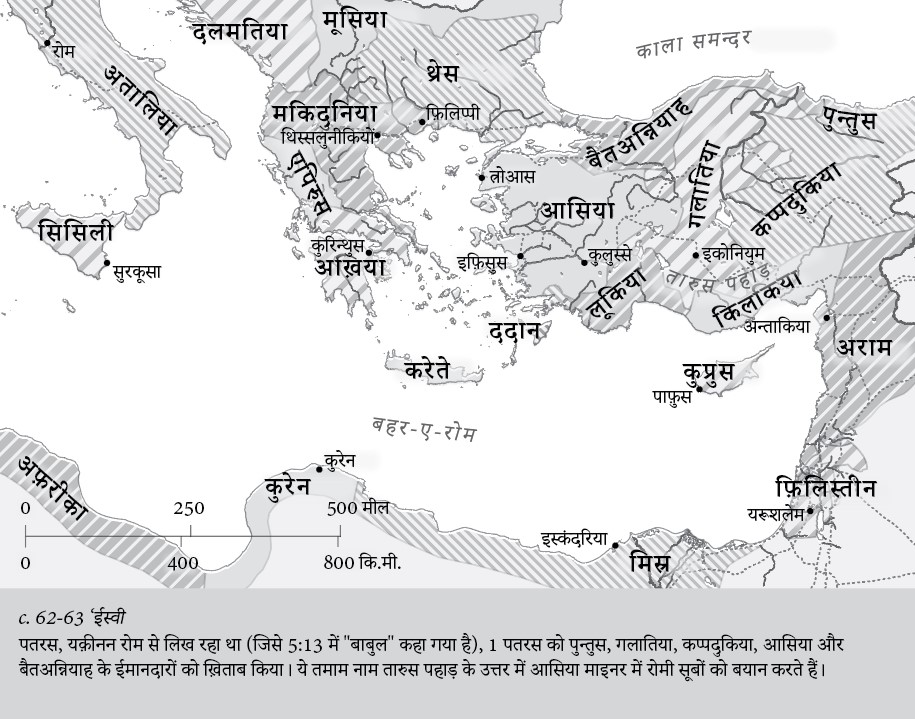 मूसिया
दलमतिया
काला समन्दर
रोम
थ्रेस
अतालिया
मकिदुनिया
फ़िलिप्पी
पुन्तुस
थिस्सलुनीकियों
बैतअन्नियाह
एपिरुस
त्रोआस
गलातिया
कप्पदुकिया
आसिया
सिसिली
कुरिन्थुस
सुरकूसा
अखिया
इफ़िसुस
कुलुस्से
इकोनियुम
तारुस पहाड़
लूकिया
किलिकिया
अन्ताकिया
ददान
अराम
करेते
कुप्रुस
पाफ़ुस
बहर-ए-रोम
अफ़रीका
कुरेन
कुरेन
फ़िलिस्तीन
यरूशलेम
0 250 500 मील
0 400 800 कि.मी.
इस्कंदरिया
मिस्र
c. 62-63 ‘ईस्वी
पतरस, यक़ीनन रोम से लिख रहा था (जिसे 5:13 में "बाबुल" कहा गया है), 1 पतरस को पुन्तुस, गलातिया, कप्पदुकिया, आसिया और
बैतअन्नियाह के ईमानदारों को ख़िताब किया। ये तमाम नाम तारुस पहाड़ के उत्तर में आसिया माइनर में रोमी सूबों को बयान करते हैं।